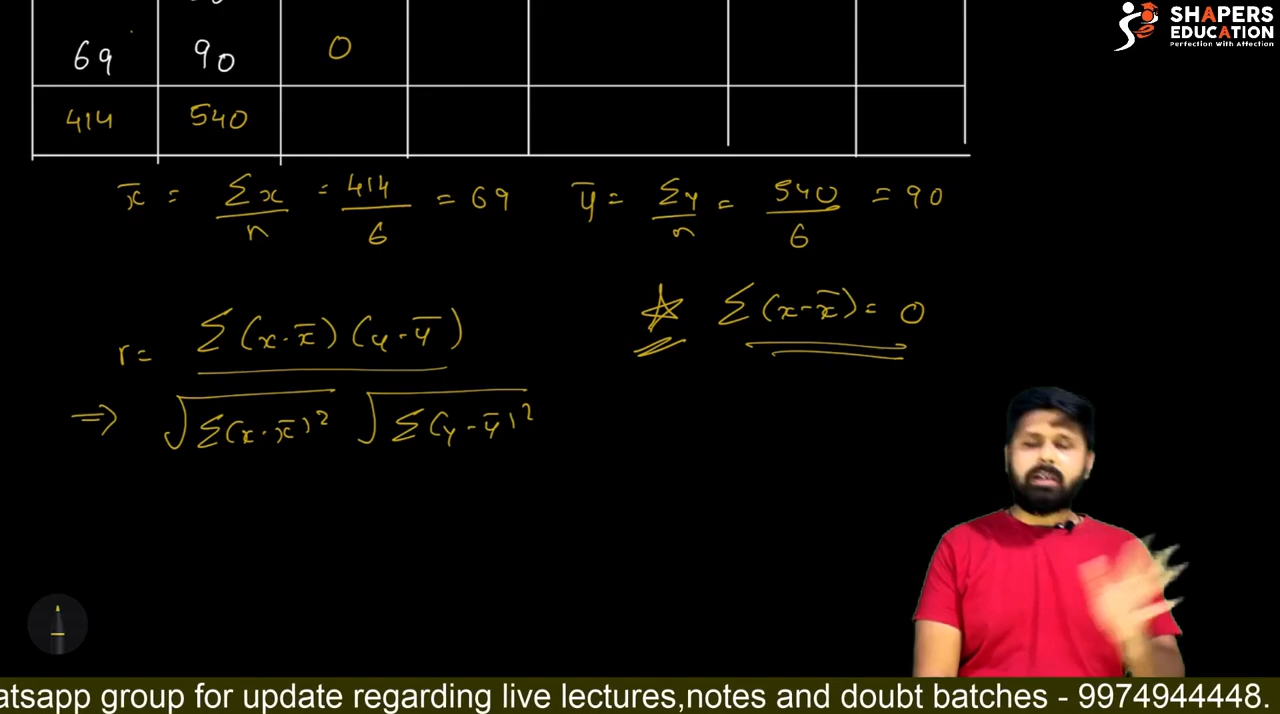 SHAPERS
EDUCATION
Perfection With Affection
69 90 0
414 540
x̄ = Σx/n = 414/6 = 69 ȳ = Σy/n = 540/6 = 90
r = Σ(x-x̄)(y-ȳ)
☆ Σ(x-x̄) = 0
⇒ √Σ(x-x̄)² √Σ(y-ȳ)²
atsapp group for update regarding live lectures,notes and doubt batches - 9974944448.